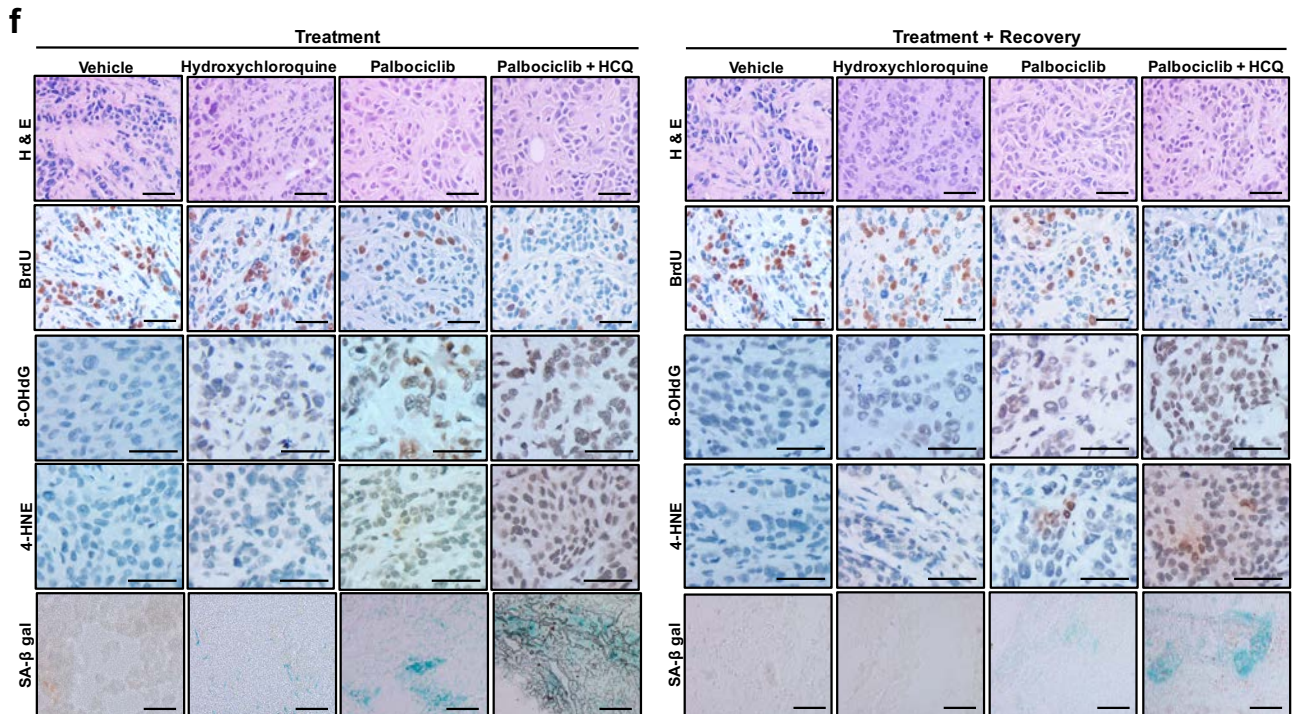 f
Treatment
Treatment + Recovery
Vehicle Hydroxychloroquine Palbociclib Palbociclib + HCQ
Vehicle Hydroxychloroquine Palbociclib Palbociclib + HCQ
H & E
H & E
BrdU
BrdU
8-OHdG
8-OHdG
4-HNE
4-HNE
SA-β gal
SA-β gal